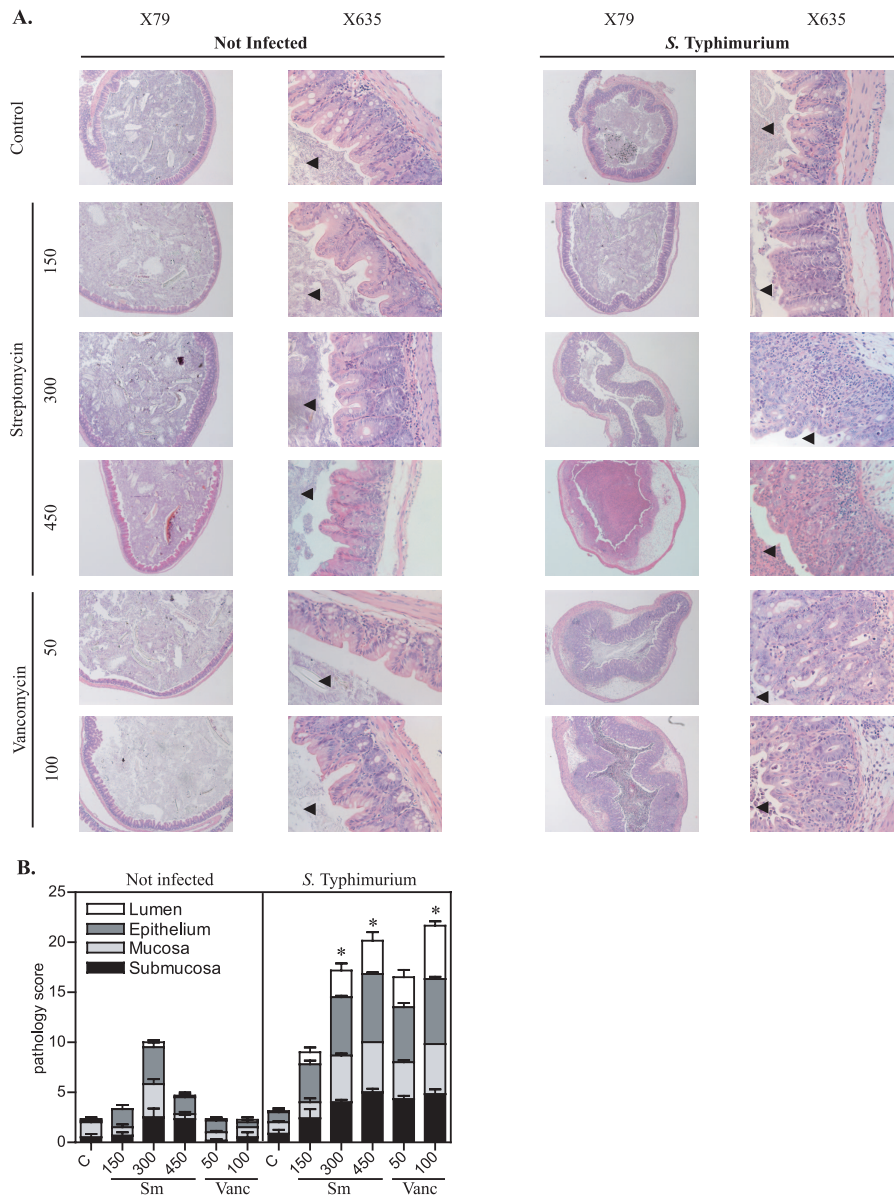 A.
X79 X635 X79 X635
Not Infected S. Typhimurium
Control
Streptomycin
150
300
450
Vancomycin
50
100
B.
Not infected S. Typhimurium
pathology score
25
20
15
10
5
0
Lumen
Epithelium
Mucosa
Submucosa
* * *
C 150 300 450 50 100 C 150 300 450 50 100
Sm Vanc Sm Vanc